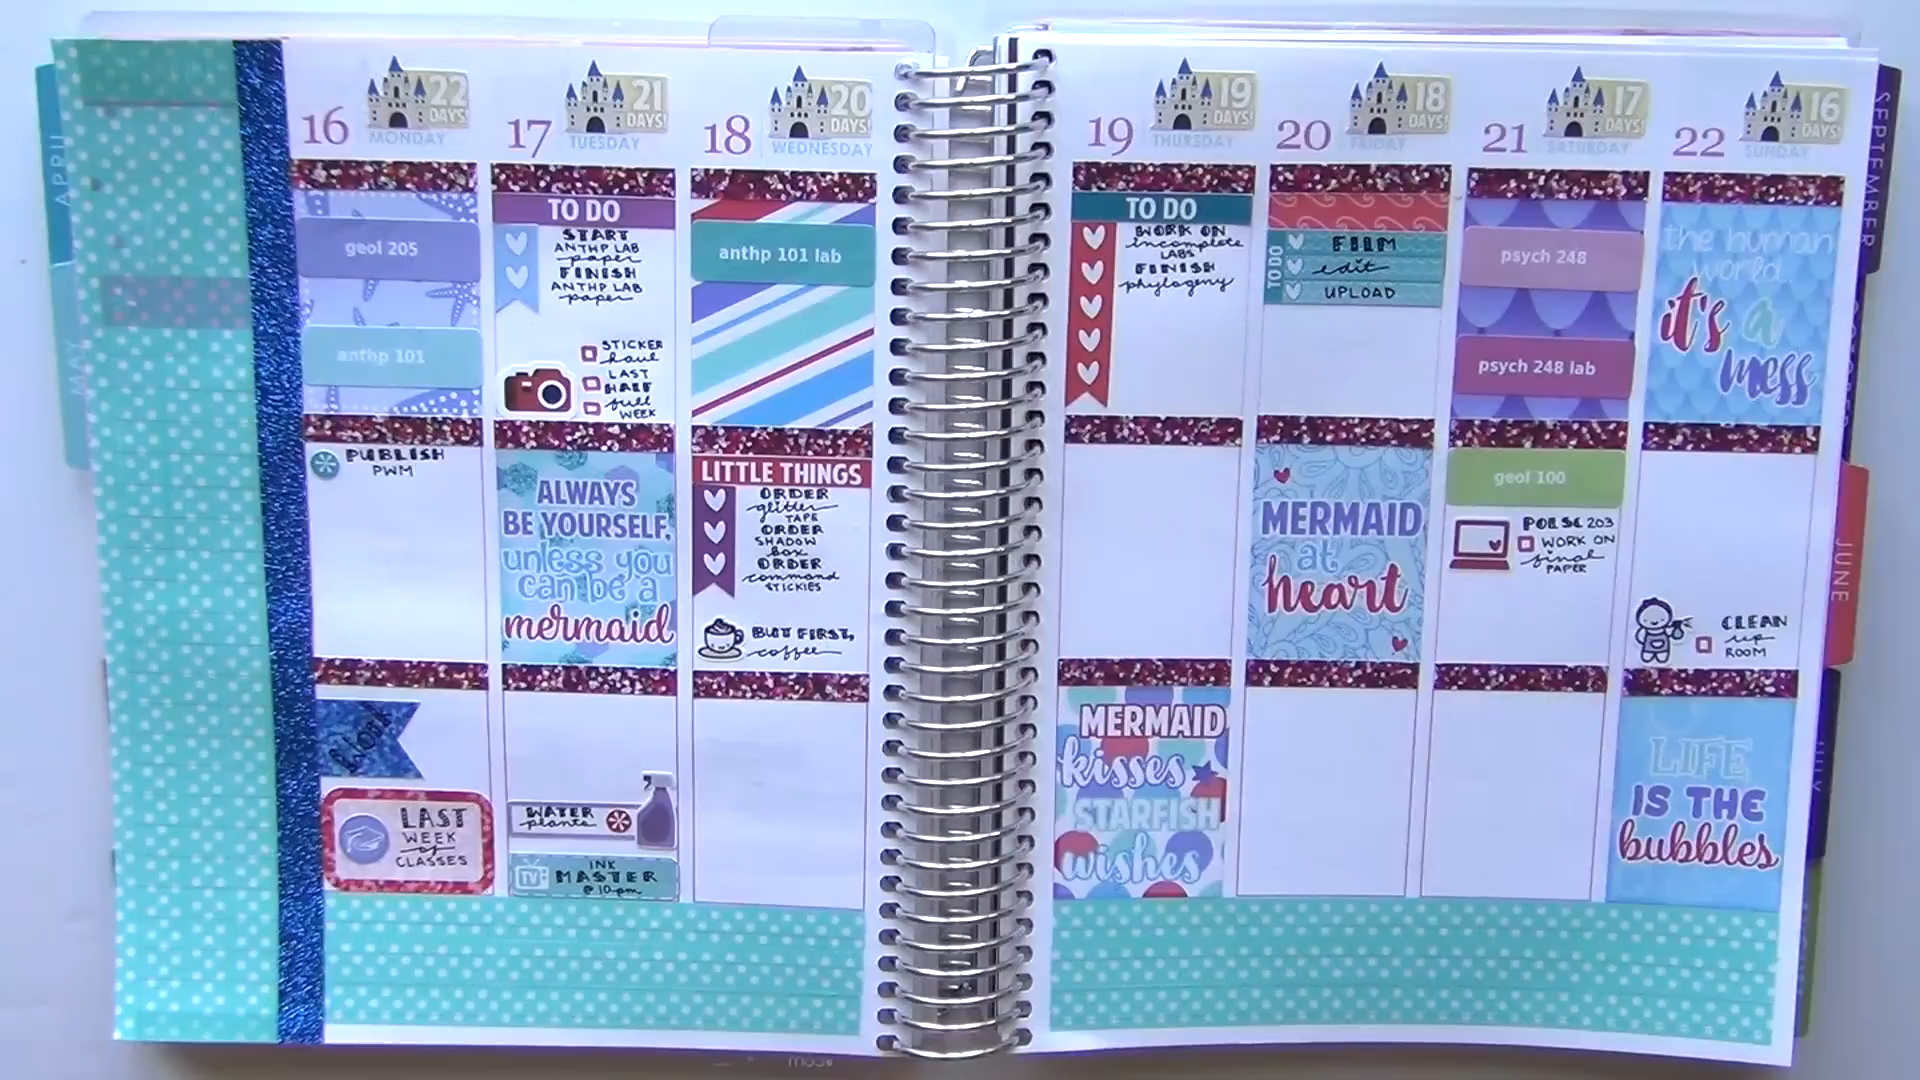 APRIL
MAY
16
22
DAYS!
MONDAY
geol 205
anthp 101
PUBLISH
PWM
LAST
WEEK
of
CLASSES
17
21
DAYS!
TUESDAY
TO DO
START
ANTHP LAB
paper
FINISH
ANTHP LAB
paper
STICKER
haul
LAST
HALF
full
WEEK
ALWAYS
BE YOURSELF,
unless you
can be a
mermaid
WATER
plants
TV
INK
MASTER
@ 10pm
18
20
DAYS!
WEDNESDAY
anthp 101 lab
LITTLE THINGS
ORDER
glitter
TAPE
ORDER
SHADOW
box
ORDER
command
STICKIES
BUT FIRST,
coffee
19
19
DAYS!
THURSDAY
TO DO
WORK ON
incomplete
LABS
FINISH
phylogeny
MERMAID
kisses
STARFISH
wishes
20
18
DAYS!
FRIDAY
TO DO
FILM
edit
UPLOAD
MERMAID
at
heart
21
17
DAYS!
SATURDAY
psych 248
psych 248 lab
geol 100
POL SC 203
WORK ON
final
PAPER
22
16
DAYS!
SUNDAY
the human
world
it's a
mess
CLEAN
up
ROOM
LIFE
IS THE
bubbles
SEPTEMBER
JUNE
JULY